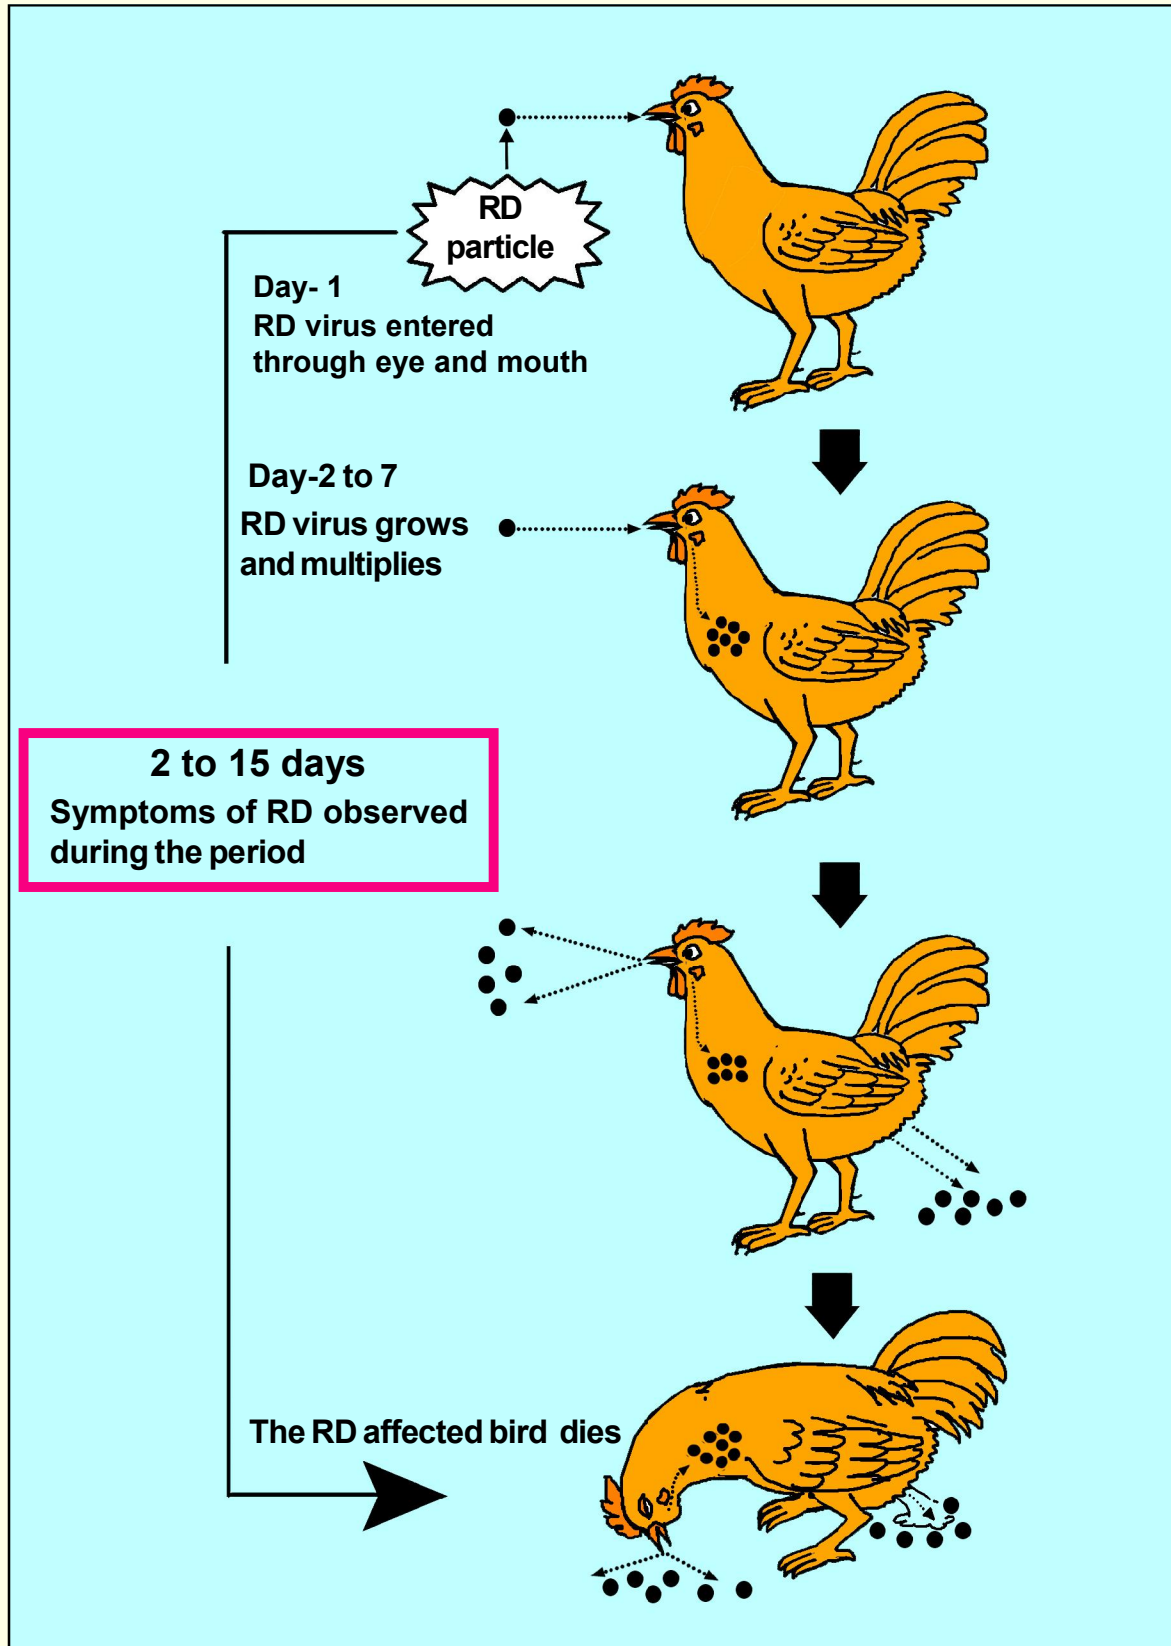 RD
particle
Day- 1
RD virus entered
through eye and mouth
Day-2 to 7
RD virus grows
and multiplies
2 to 15 days
Symptoms of RD observed
during the period
The RD affected bird dies